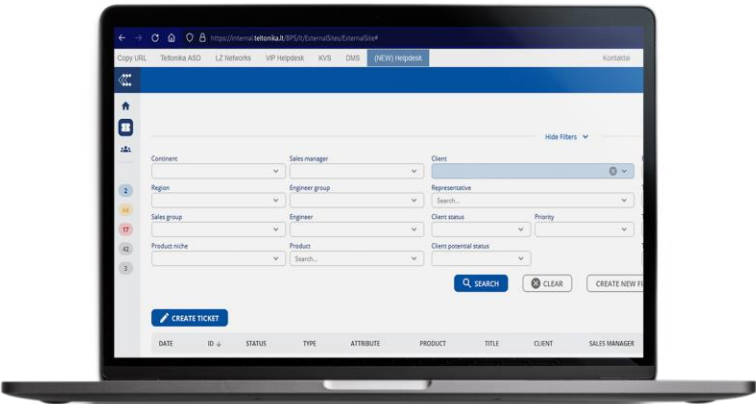 https://internal.teltonika.lt/BPS/lt/ExternalSites/ExternalSite#
Copy URL Teltonika ASD LZ Networks VIP Helpdesk KVS DMS (NEW) Helpdesk Kontaktai
Hide Filters
Continent Sales manager Client
Region Engineer group Representative
Search...
Sales group Engineer Client status Priority
Product niche Product Client potential status
Search...
SEARCH CLEAR CREATE NEW FI
CREATE TICKET
DATE ID STATUS TYPE ATTRIBUTE PRODUCT TITLE CLIENT SALES MANAGER
2
17
42
3